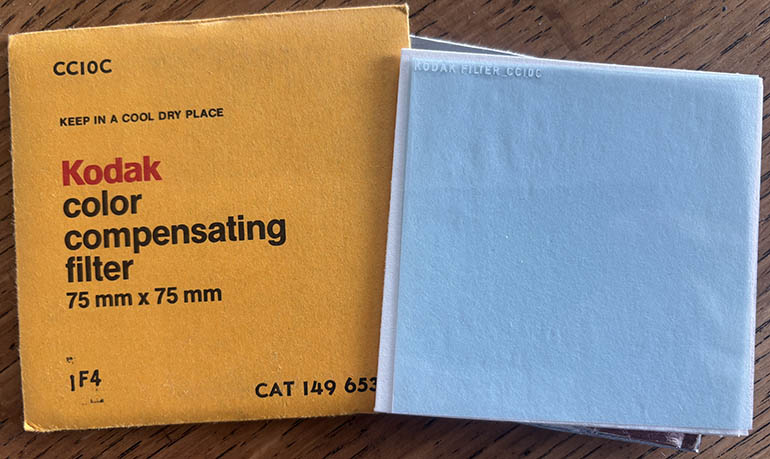 CC10C
KEEP IN A COOL DRY PLACE
Kodak
color
compensating
filter
75 mm x 75 mm
1F4
CAT 149 653
KODAK FILTER CC10C